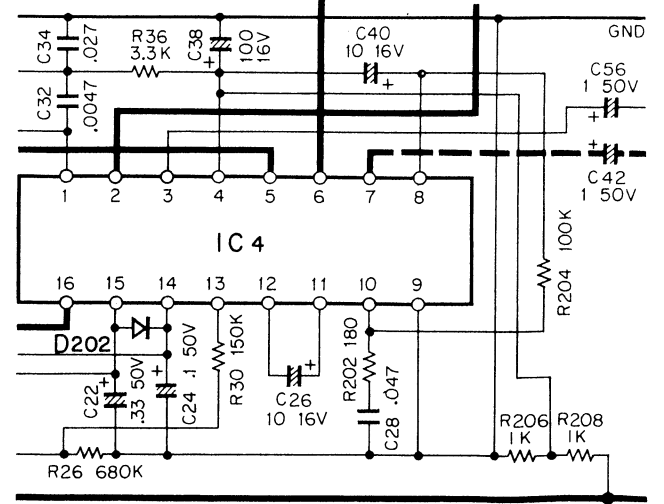 GND
C34 .027
R36 3.3K
C38 100 16V
+
C40 10 16V
+
C56 1 50V
+
C32 .0047
+
C42 1 50V
1 2 3 4 5 6 7 8
IC4
R204 100K
16 15 14 13 12 11 10 9
D202
C22 .33 50V
+
C24 .1 50V
+
R30 150K
C26 10 16V
+
R202 180
C28 .047
R206 1K
R208 1K
R26 680K